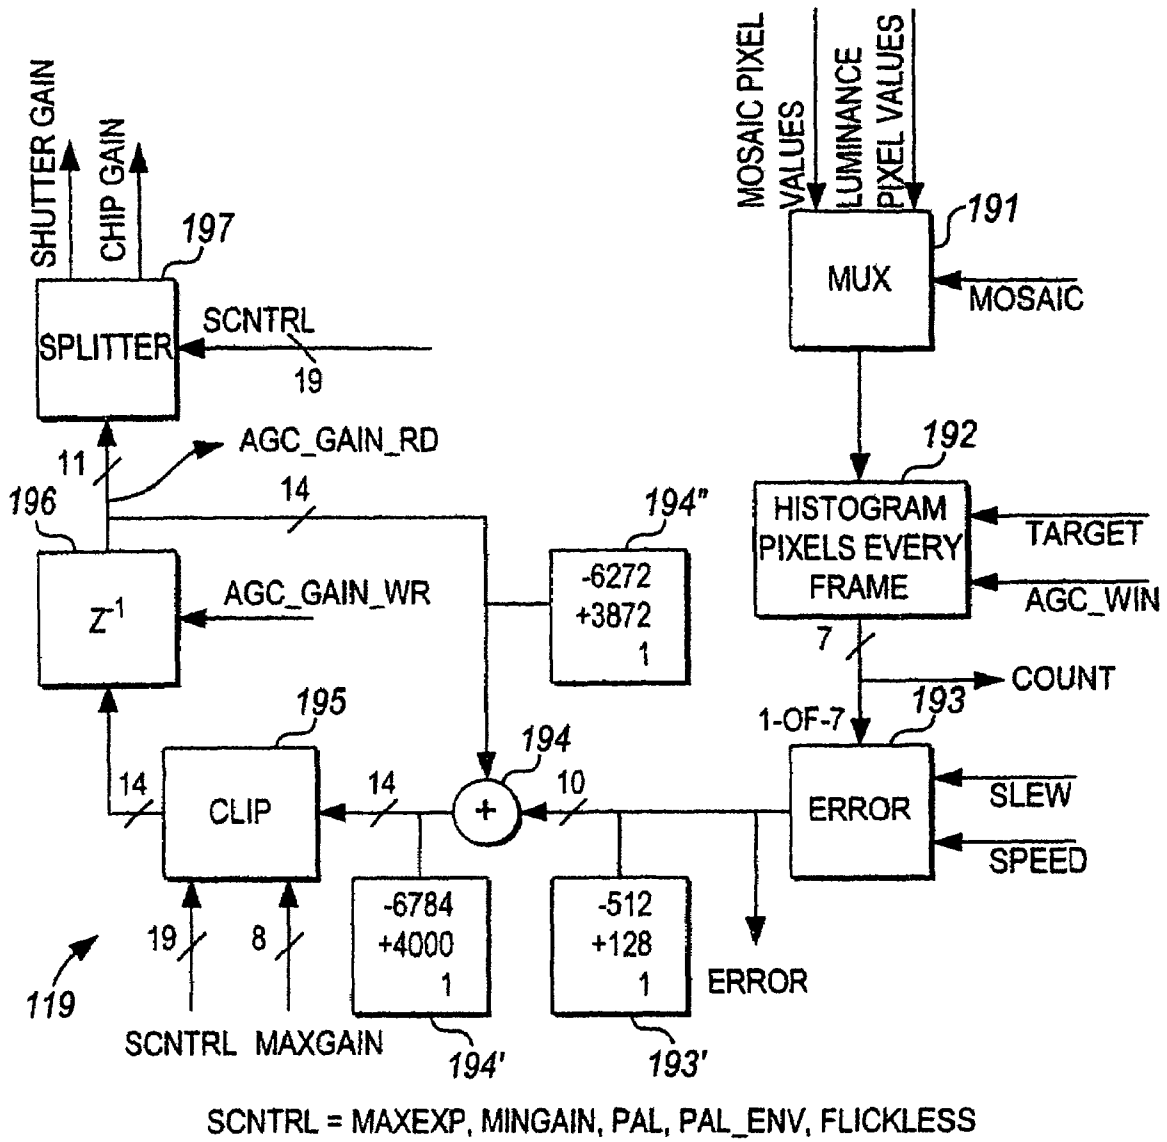 MOSAIC PIXEL
VALUES
LUMINANCE
PIXEL VALUES
SHUTTER GAIN
CHIP GAIN
197
191
MUX
MOSAIC
SCNTRL
SPLITTER
19
192
AGC_GAIN_RD
11
14
196
194"
HISTOGRAM
PIXELS EVERY
FRAME
TARGET
AGC_WIN
-6272
+3872
1
AGC_GAIN_WR
Z-1
7
COUNT
1-OF-7
193
195
194
14
CLIP
14
+
10
ERROR
SLEW
SPEED
-6784
+4000
1
-512
+128
1
19
8
ERROR
119
SCNTRL
MAXGAIN
194'
193'
SCNTRL = MAXEXP, MINGAIN, PAL, PAL_ENV, FLICKLESS